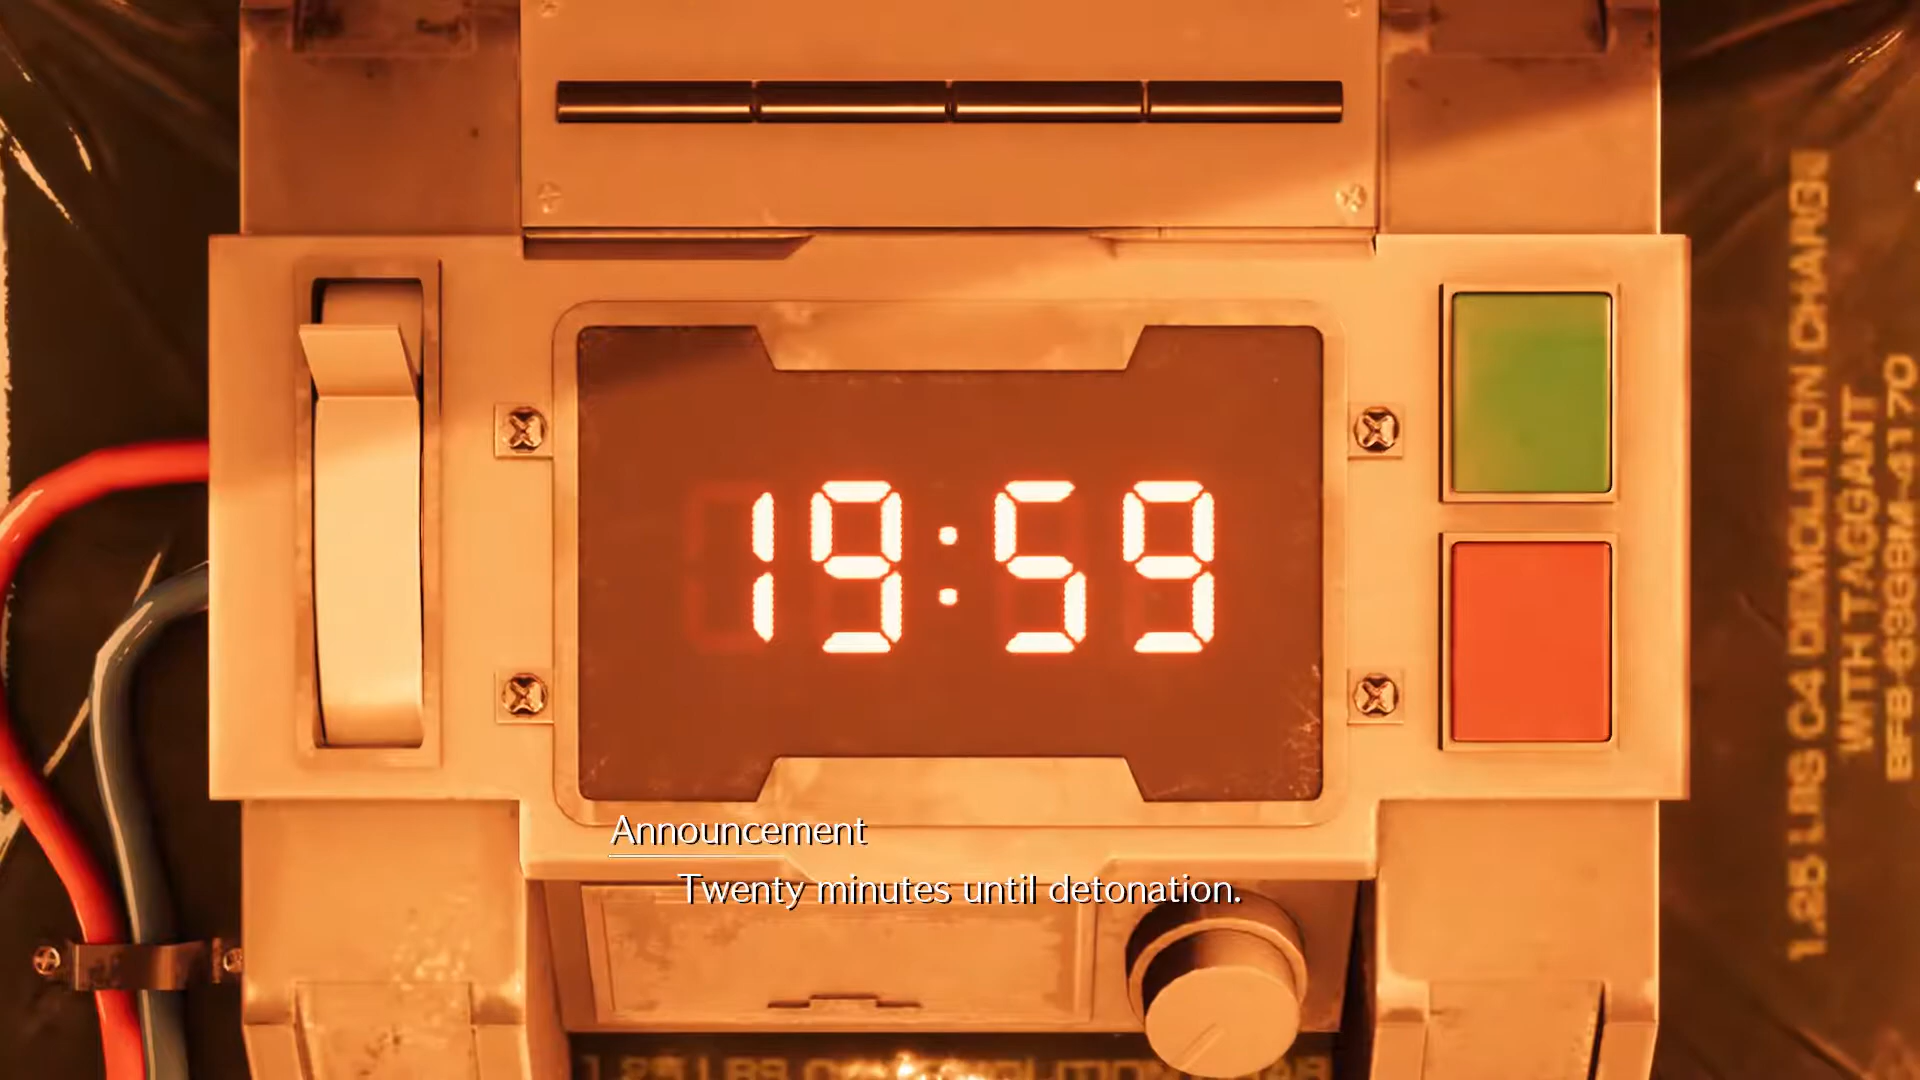 19:59
Announcement
Twenty minutes until detonation.
1.25 LBS C4 DEMOLITION CHARGE
WITH TAGGANT